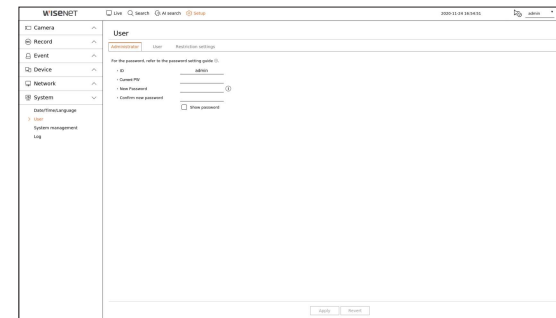 WISENET
Live Search AI search Setup 2020-11-24 16:54:51 admin
Camera
Record
Event
Device
Network
System
Date/Time/Language
User
System management
Log
User
Administrator User Restriction settings
For the password, refer to the password setting guide
ID admin
Current PW
New Password
Confirm new password
Show password
Apply Revert